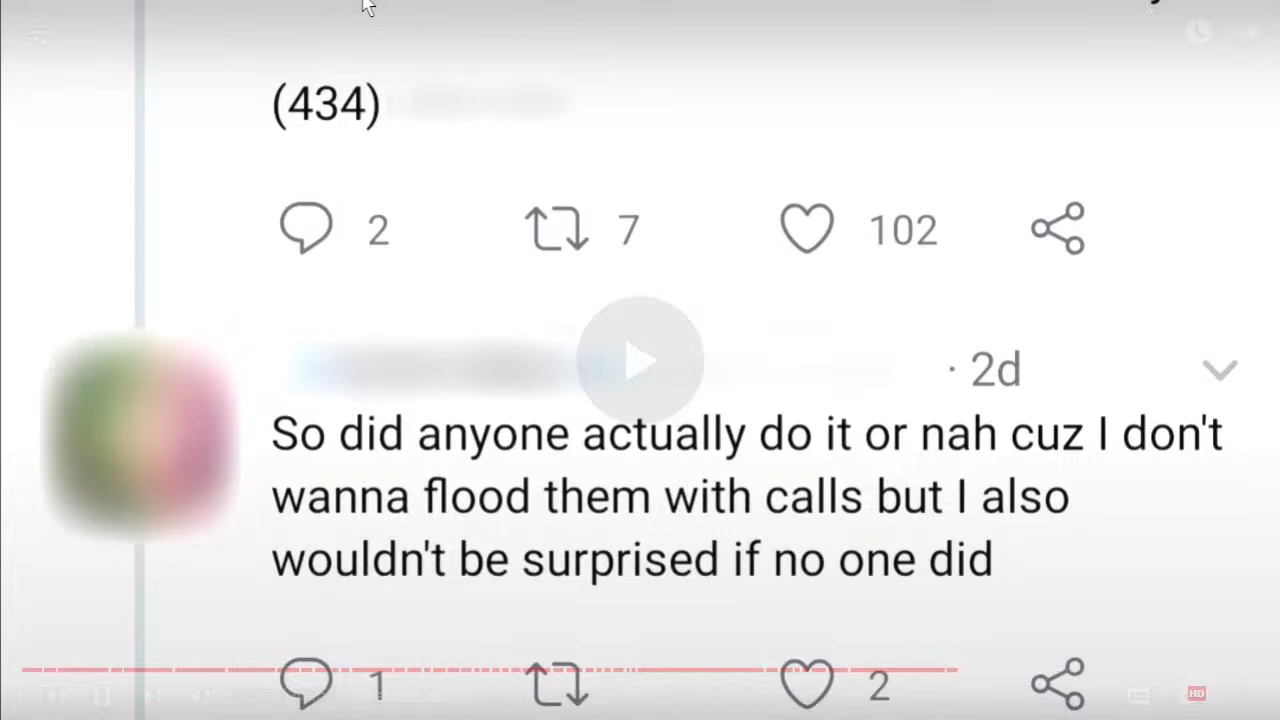 (434)
2 7 102
· 2d
So did anyone actually do it or nah cuz I don't
wanna flood them with calls but I also
wouldn't be surprised if no one did
1 2
HD